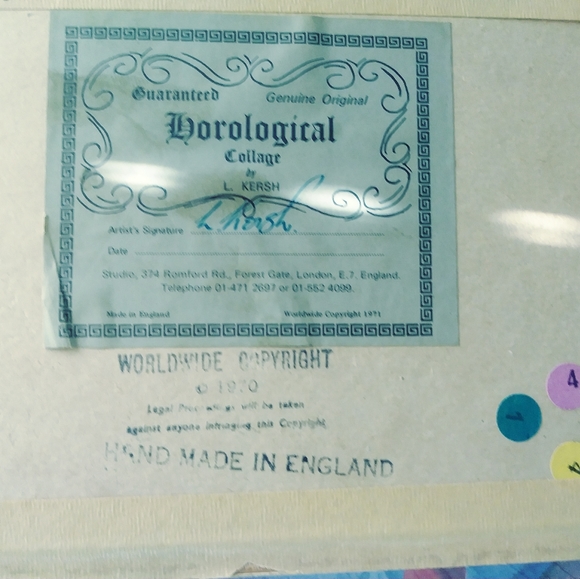 Guaranteed Genuine Original
Horological
Collage
by
L. KERSH
Artist's Signature L. Kersh.
Date
Studio, 374 Romford Rd., Forest Gate, London, E.7. England.
Telephone 01-471 2697 or 01-552 4099.
Made in England Worldwide Copyright 1971
WORLDWIDE COPYRIGHT
© 1970
Legal Proceedings will be taken
against anyone infringing this Copyright
HAND MADE IN ENGLAND
4
1